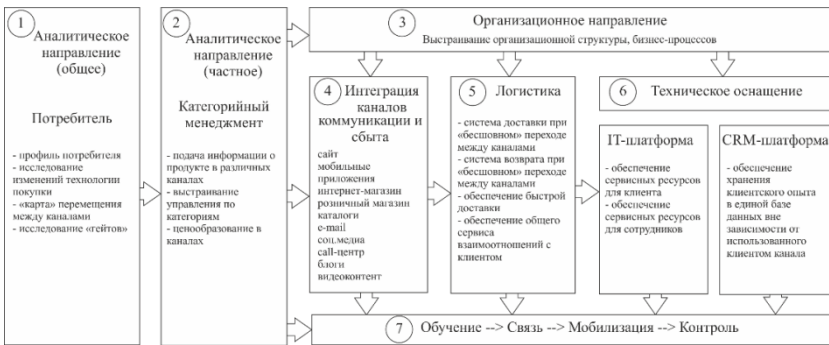 1
Аналитическое
направление
(общее)
Потребитель
- профиль потребителя
- исследование
изменений технологии
покупки
- «карта» перемещения
между каналами
- исследование «гейтов»
2
Аналитическое
направление
(частное)
Категорийный
менеджмент
- подача информации о
продукте в различных
каналах
- выстраивание
управления по
категориям
- ценообразование в
каналах
3
Организационное направление
Выстраивание организационной структуры, бизнес-процессов
4
Интеграция
каналов
коммуникации и
сбыта
сайт
мобильные
приложения
интернет-магазин
розничный магазин
каталоги
e-mail
соц.медиа
call-центр
блоги
видеоконтент
5
Логистика
- система доставки при
«бесшовном» переходе
между каналами
- система возврата при
«бесшовном» переходе
между каналами
- обеспечение быстрой
доставки
- обеспечение общего
сервиса
взаимоотношений с
клиентом
6
Техническое оснащение
IT-платформа
- обеспечение
сервисных ресурсов
для клиента
- обеспечение
сервисных ресурсов
для сотрудников
CRM-платформа
- обеспечение
хранения
клиентского опыта
в единой базе
данных вне
зависимости от
использованного
клиентом канала
7
Обучение --> Связь --> Мобилизация --> Контроль